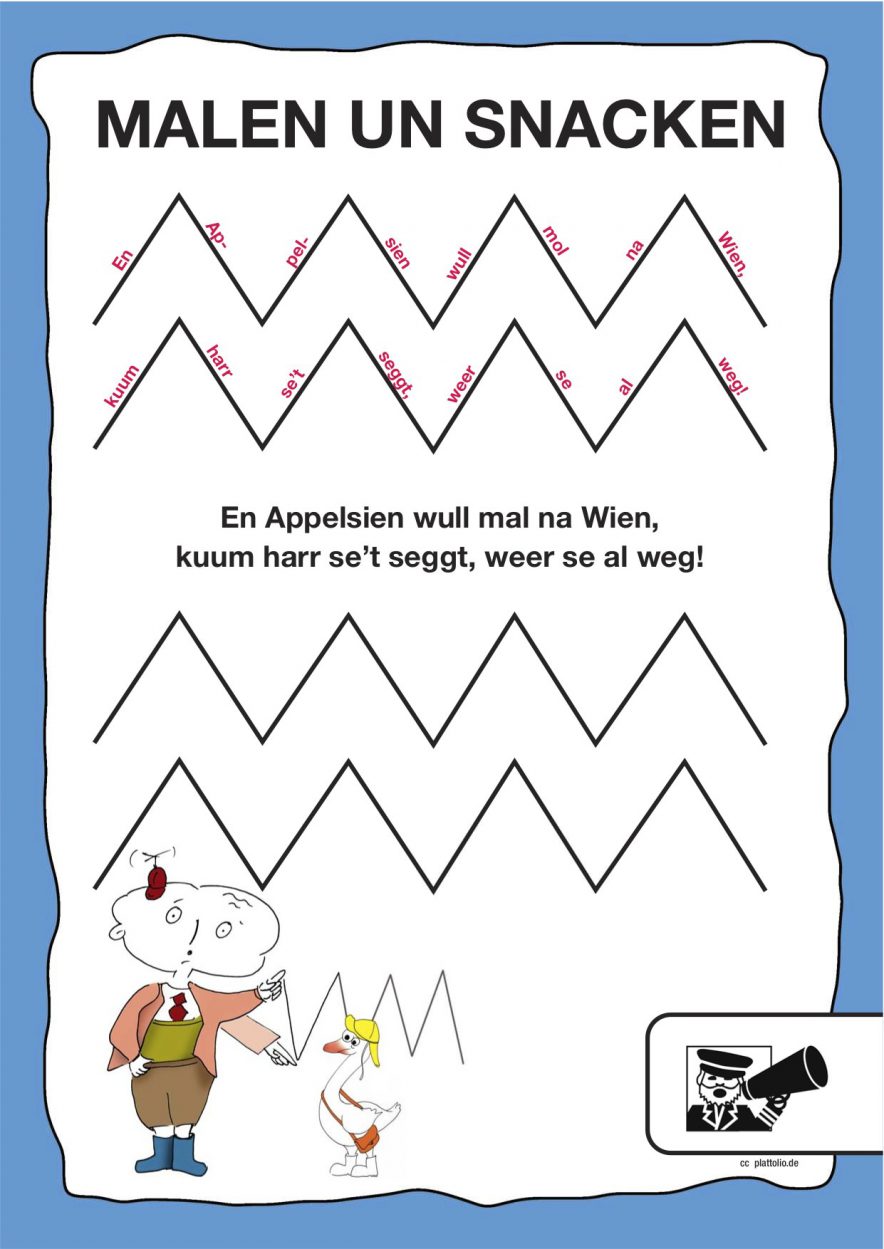 MALEN UN SNACKEN
En Ap- pel- sien wull mol na Wien,
kuum harr se't seggt, weer se al weg!
En Appelsien wull mal na Wien,
kuum harr se't seggt, weer se al weg!
cc plattolio.de